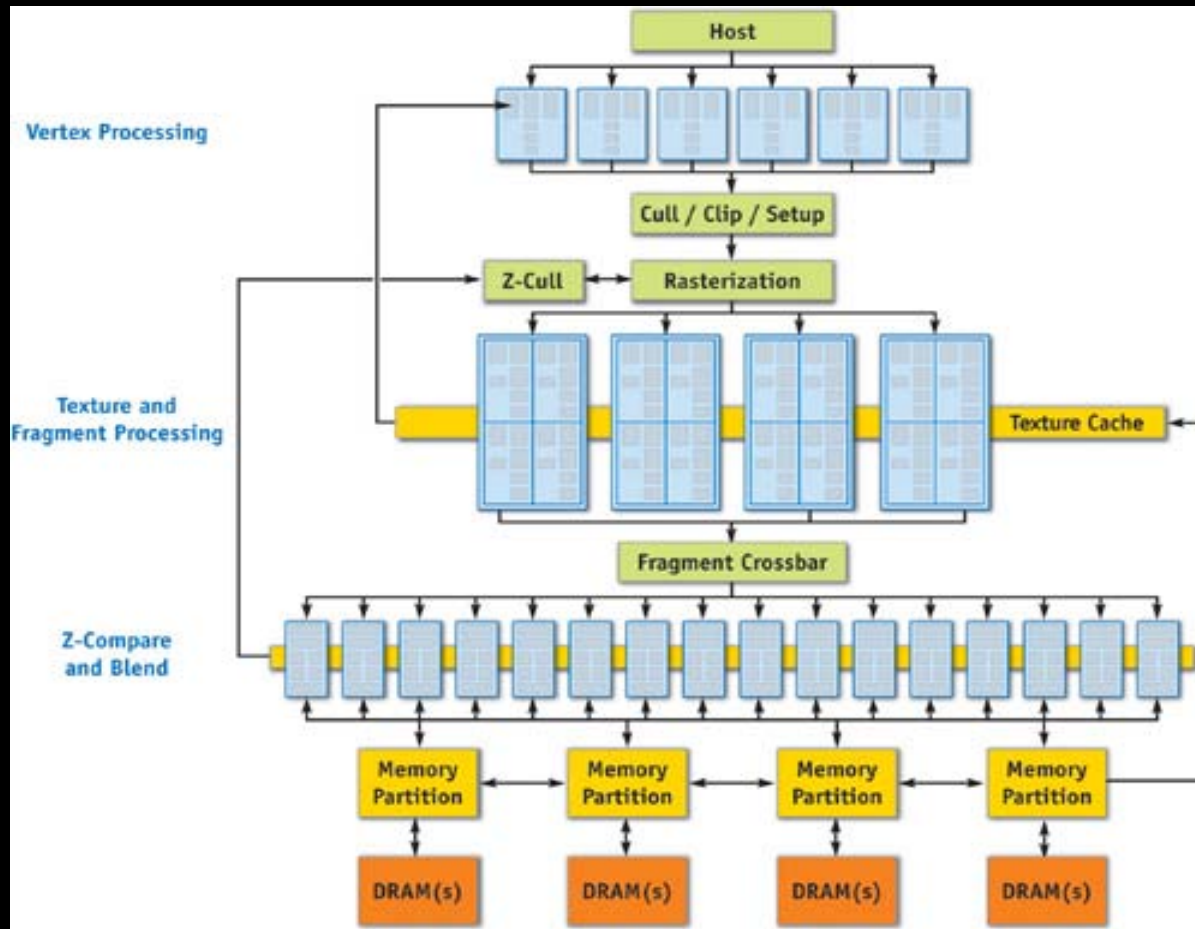 Host
Vertex Processing
Cull / Clip / Setup
Z-Cull
Rasterization
Texture and
Fragment Processing
Texture Cache
Fragment Crossbar
Z-Compare
and Blend
Memory
Partition
Memory
Partition
Memory
Partition
Memory
Partition
DRAM(s)
DRAM(s)
DRAM(s)
DRAM(s)